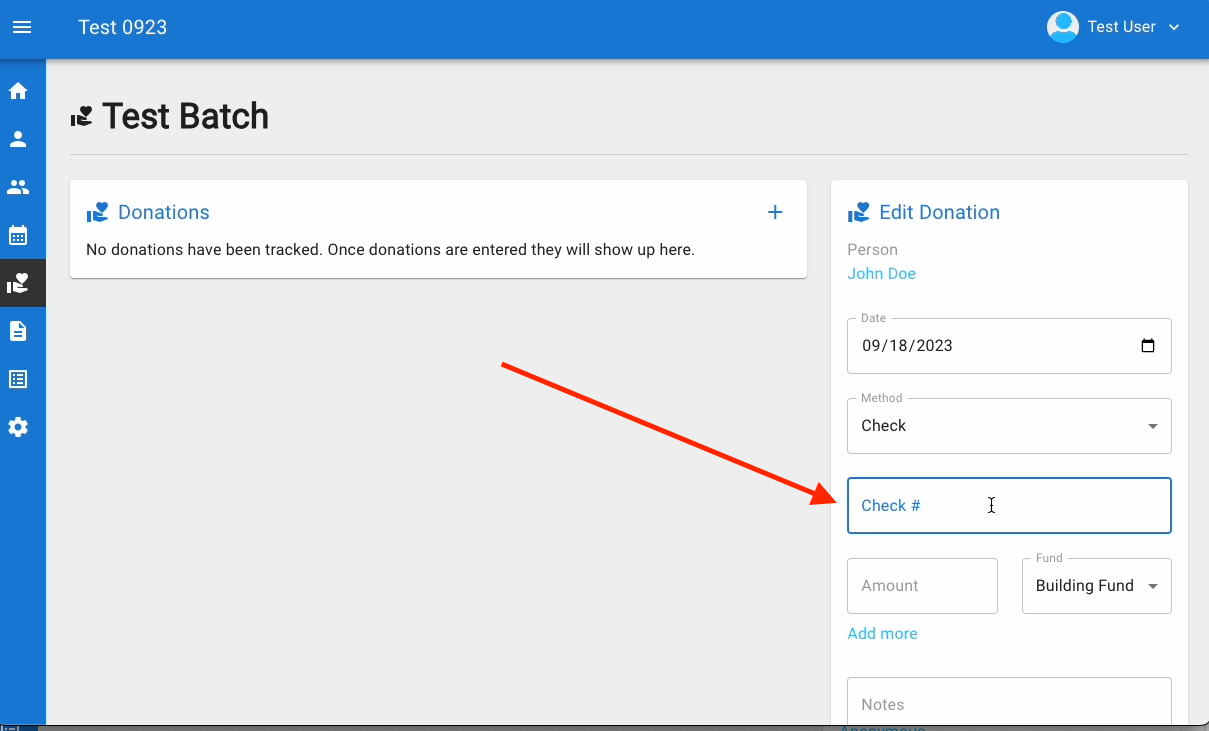 Test 0923
Test User
Test Batch
Donations
No donations have been tracked. Once donations are entered they will show up here.
Edit Donation
Person
John Doe
Date
09/18/2023
Method
Check
Check #
Amount
Fund
Building Fund
Add more
Notes